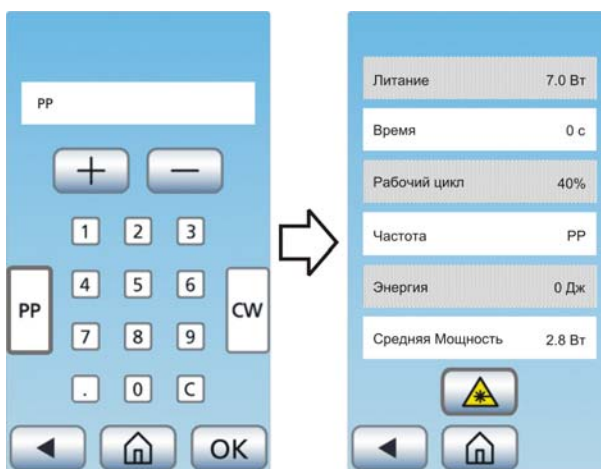 PP
+ −
1 2 3
4 5 6
PP
CW
7 8 9
. 0 C
OK
Литание 7.0 Вт
Время 0 с
Рабочий цикл 40%
Частота PP
Энергия 0 Дж
Средняя Мощность 2.8 Вт